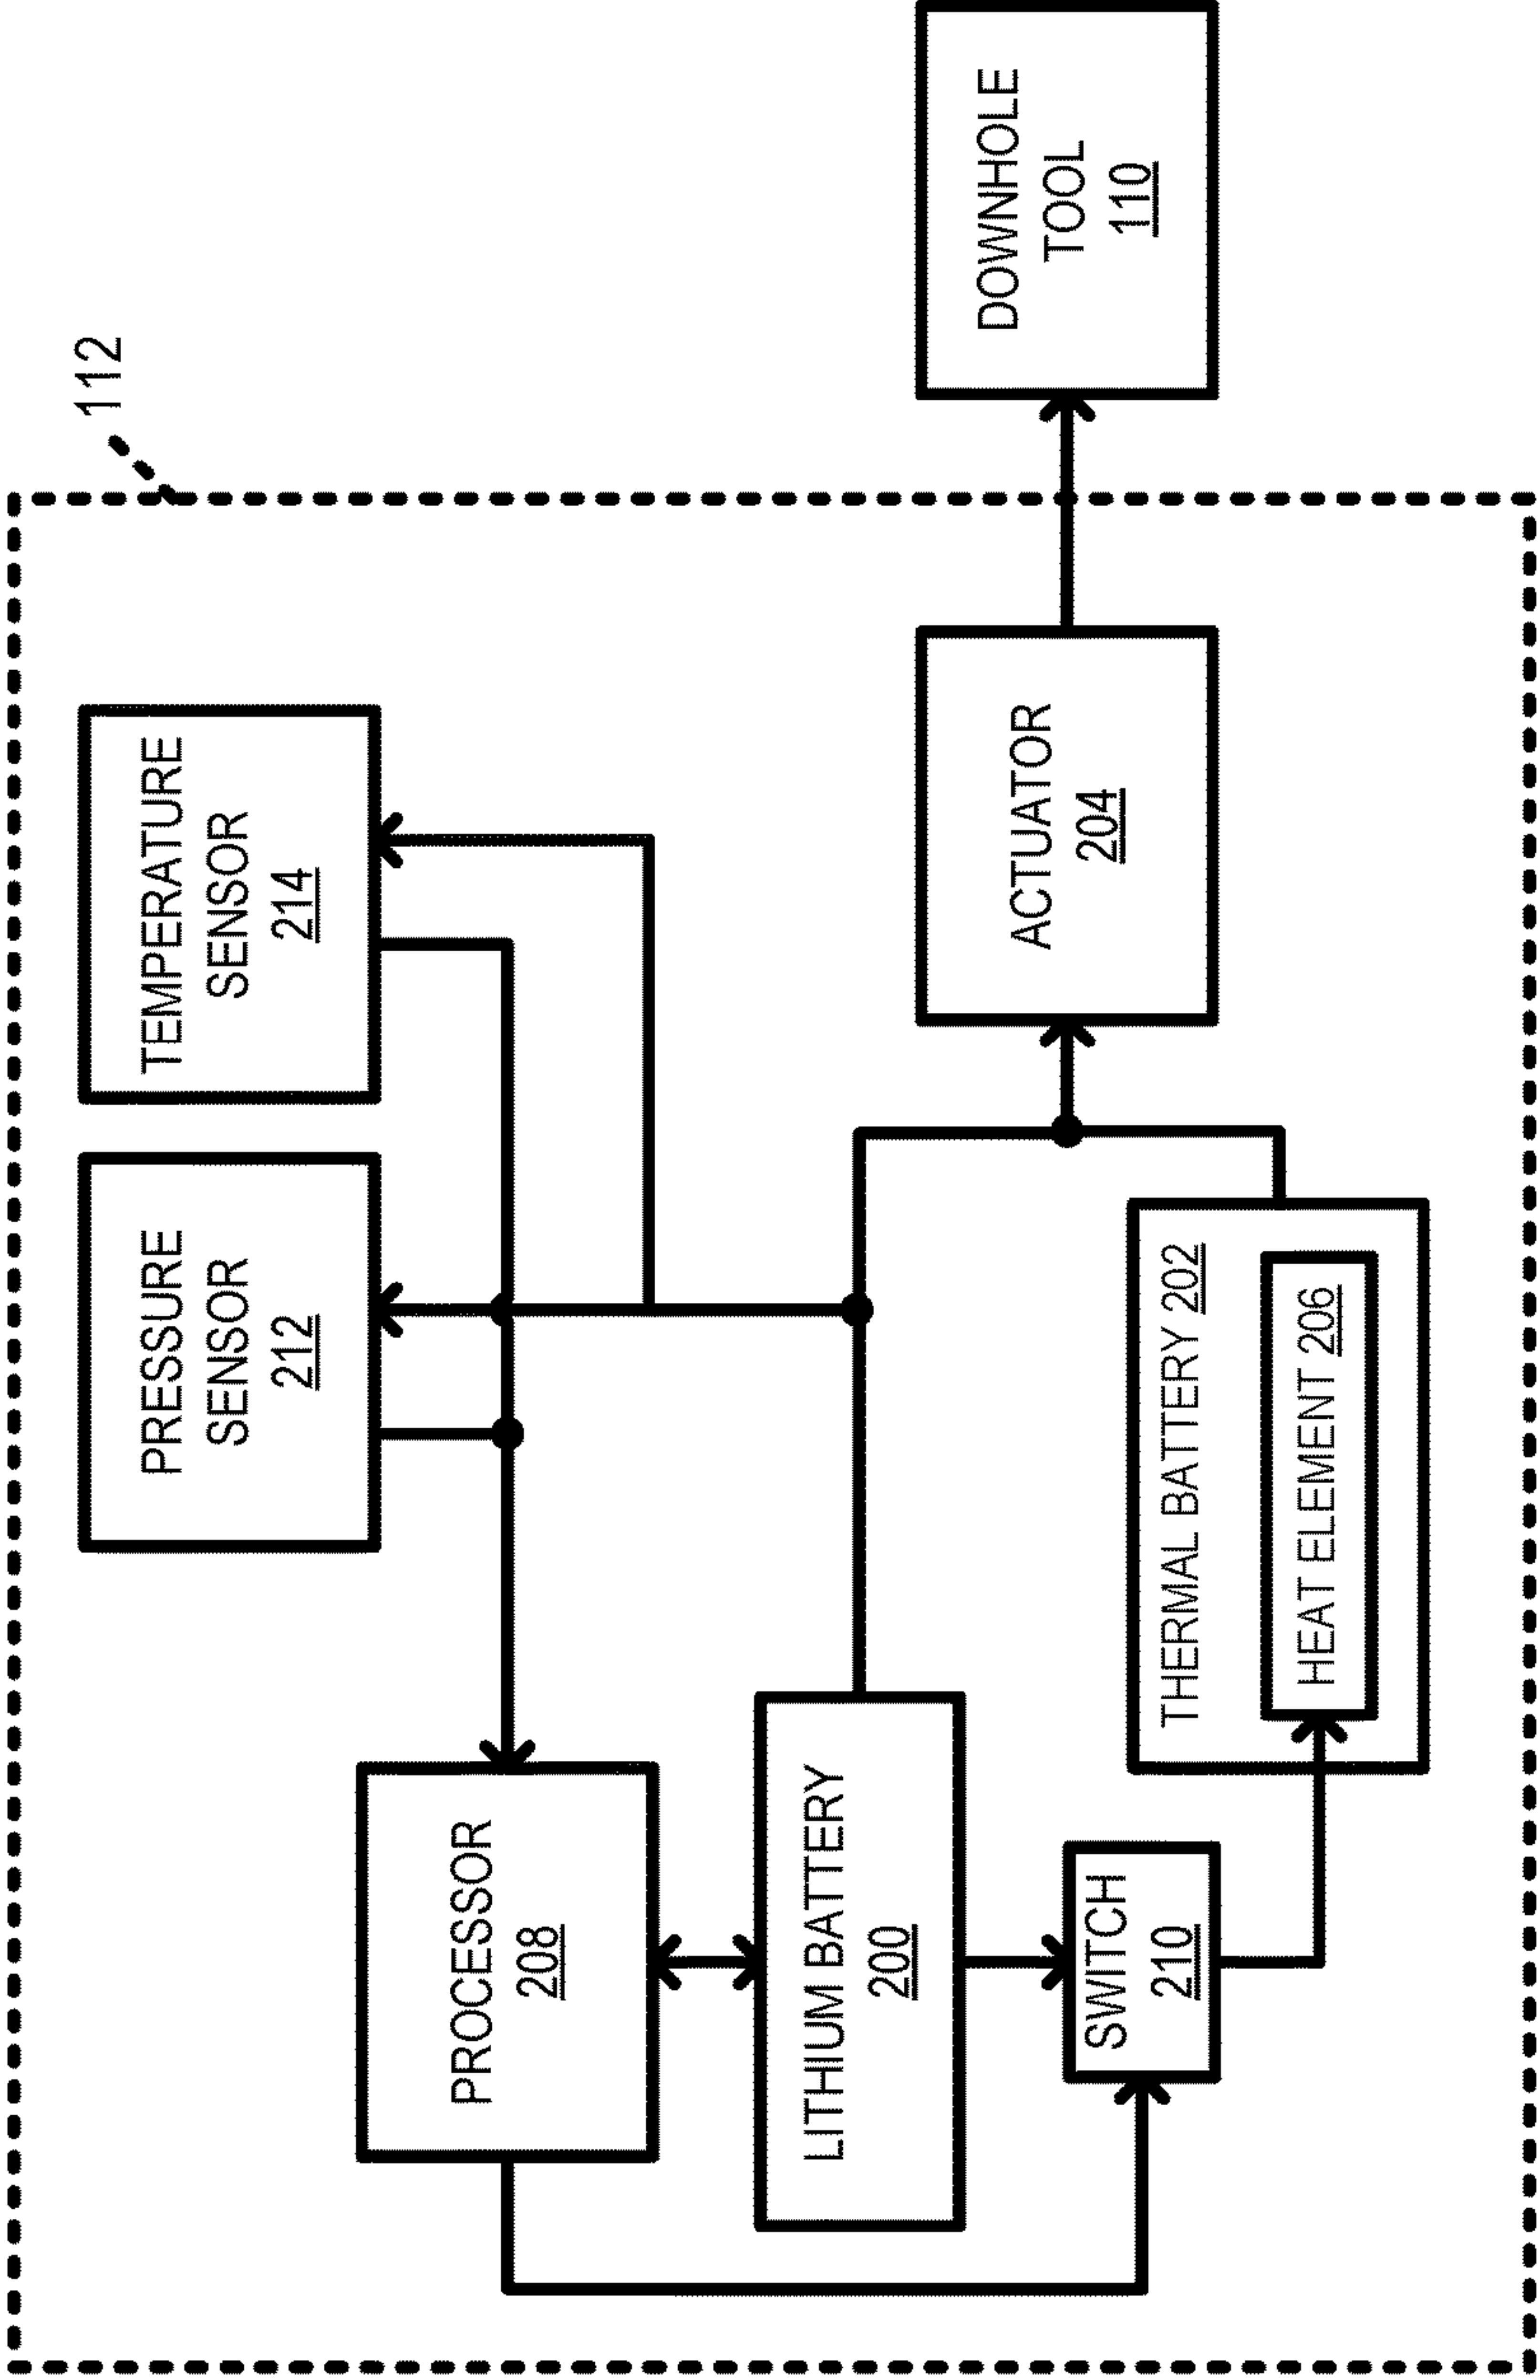 112
PRESSURE
SENSOR
212
TEMPERATURE
SENSOR
214
PROCESSOR
208
LITHIUM BATTERY
200
SWITCH
210
THERMAL BATTERY 202
HEAT ELEMENT 206
ACTUATOR
204
DOWNHOLE
TOOL
110